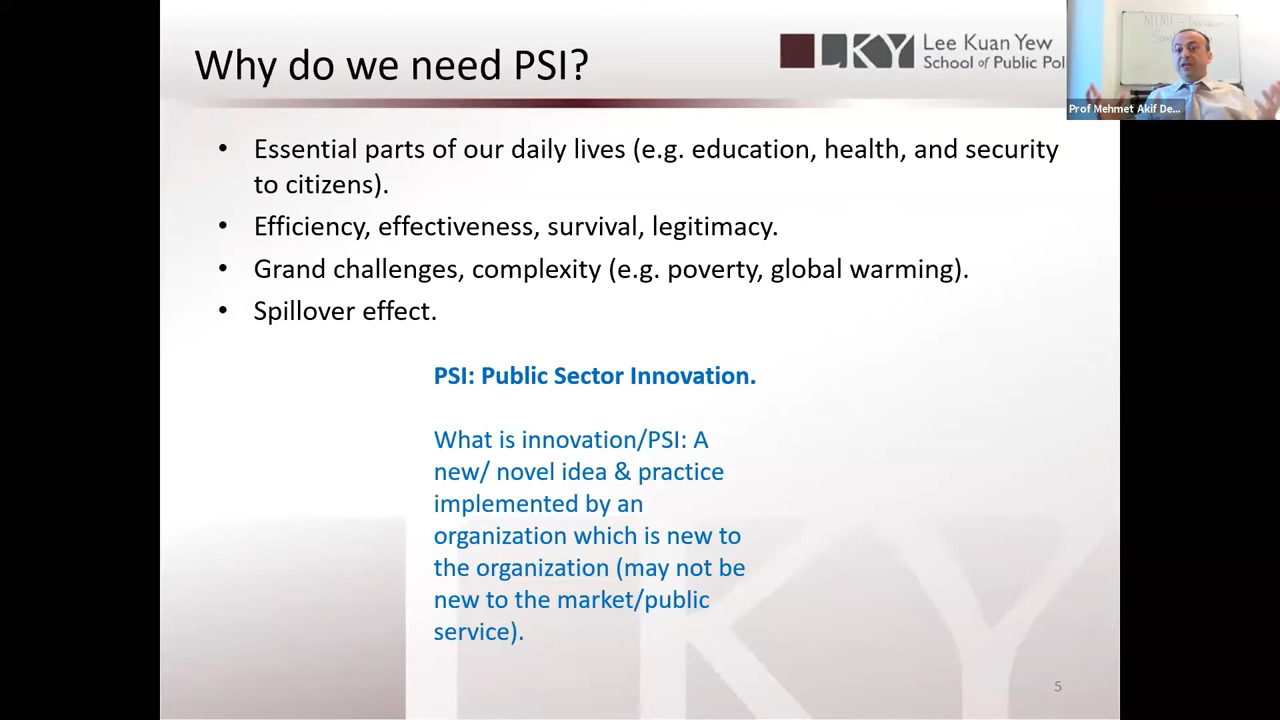 Why do we need PSI?
LKY
Lee Kuan Yew
School of Public Pol
Prof Mehmet Akif De...
• Essential parts of our daily lives (e.g. education, health, and security
to citizens).
• Efficiency, effectiveness, survival, legitimacy.
• Grand challenges, complexity (e.g. poverty, global warming).
• Spillover effect.
PSI: Public Sector Innovation.
What is innovation/PSI: A
new/ novel idea & practice
implemented by an
organization which is new to
the organization (may not be
new to the market/public
service).
5